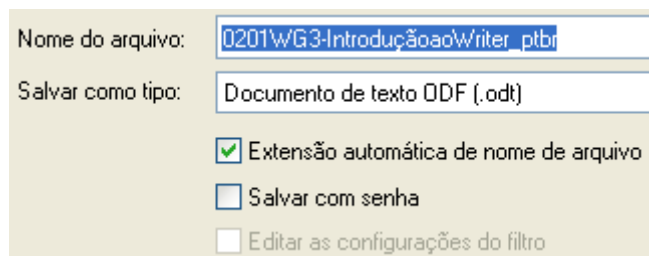 Nome do arquivo: 0201WG3-IntroduçãoaoWriter_ptbr
Salvar como tipo: Documento de texto ODF (.odt)
Extensão automática de nome de arquivo
Salvar com senha
Editar as configurações do filtro